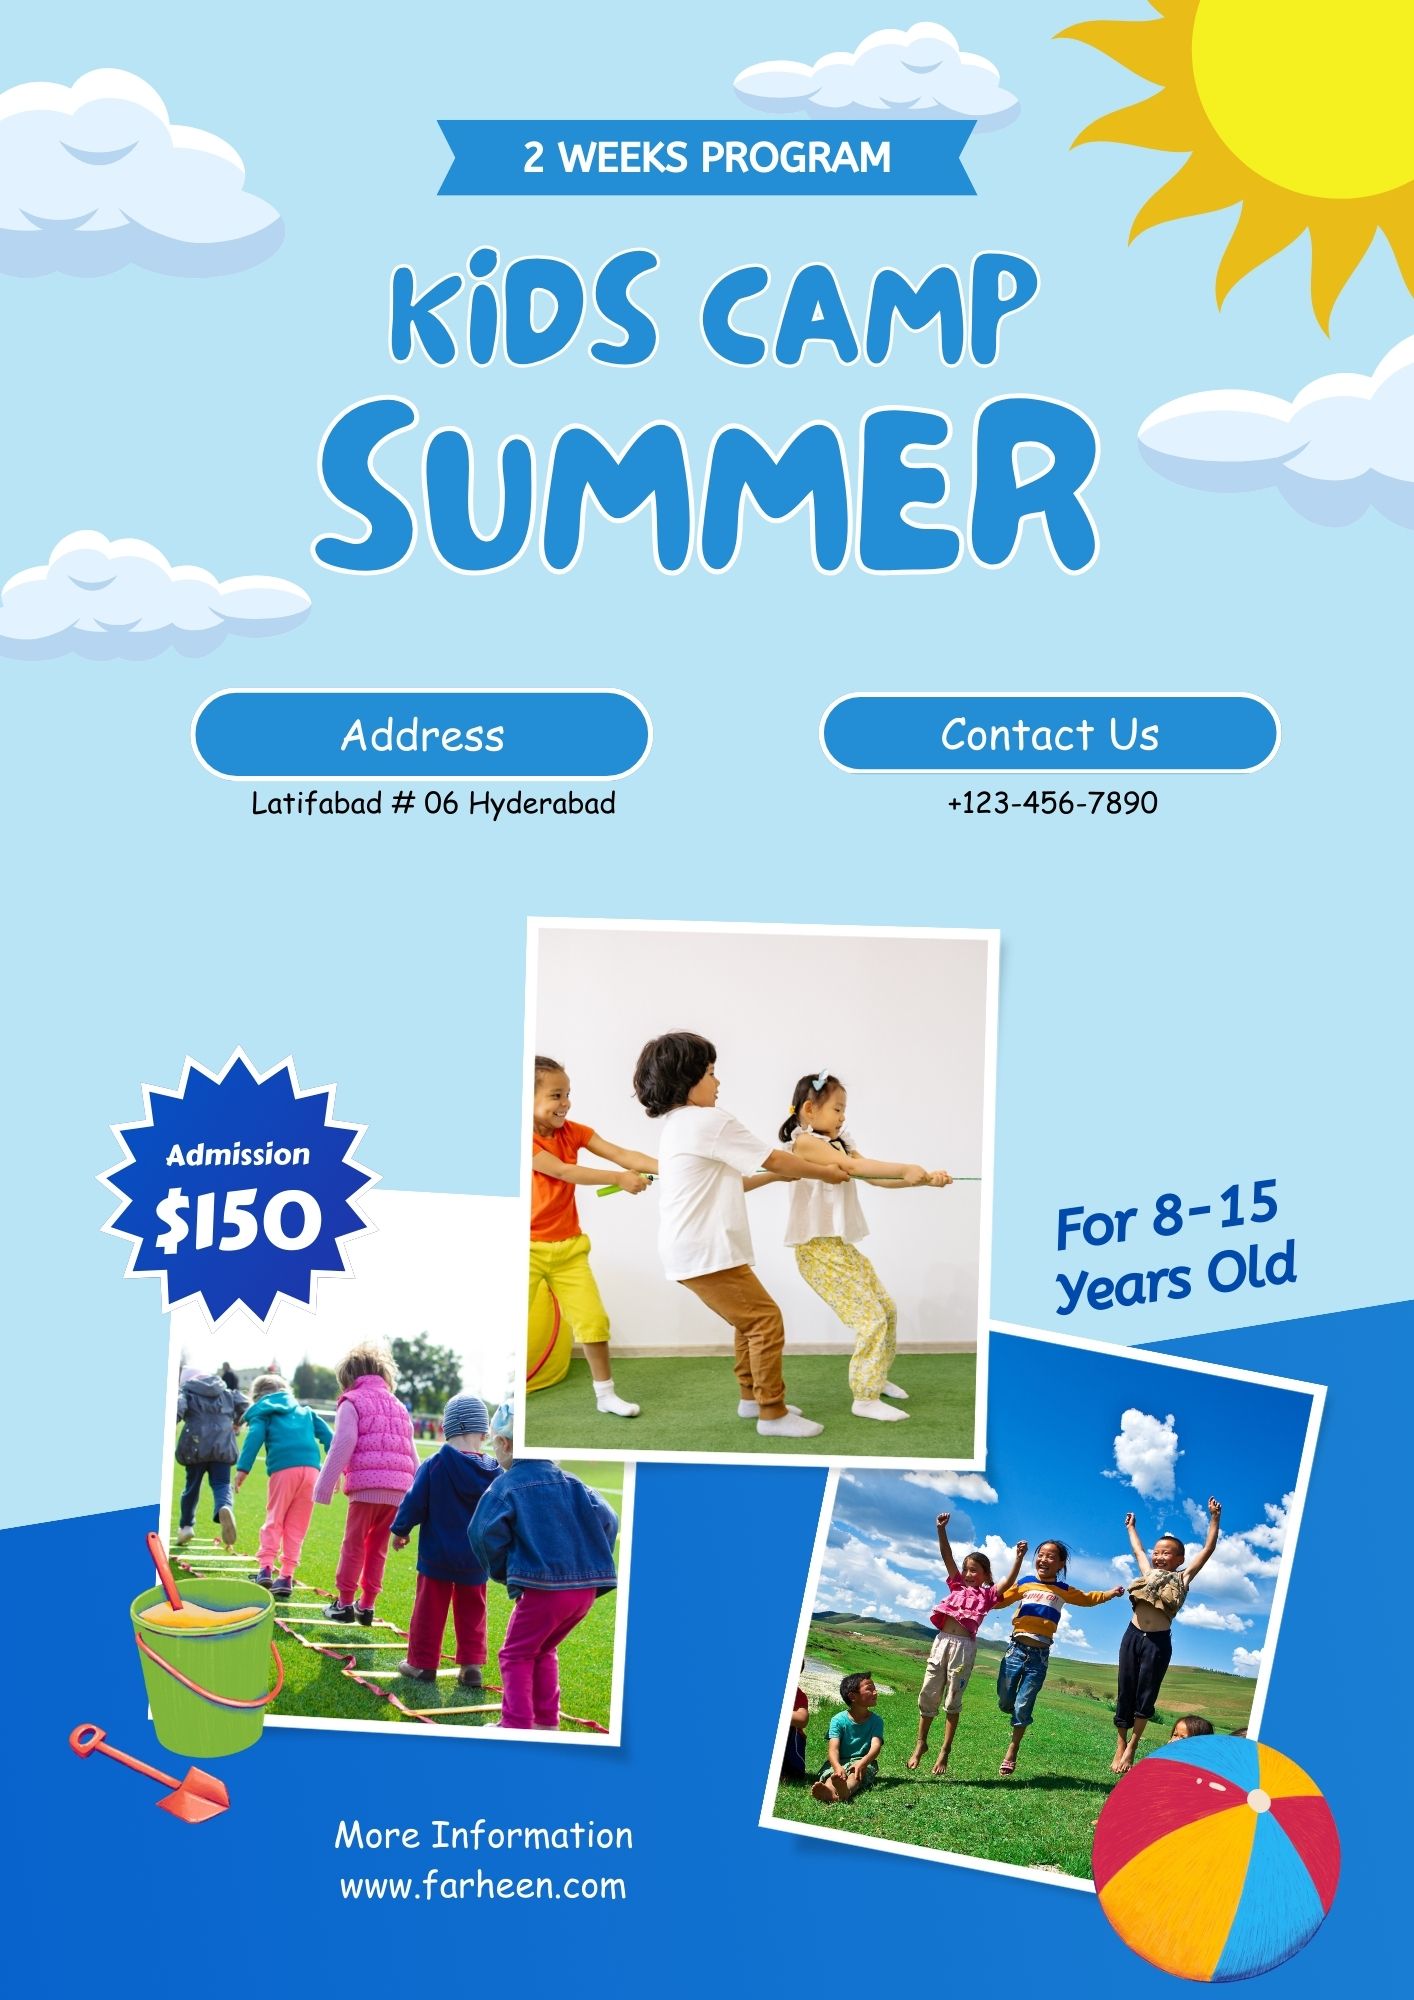 2 WEEKS PROGRAM
KiDS CAMP
SUMMER
Address
Latifabad # 06 Hyderabad
Contact Us
+123-456-7890
Admission
$150
For 8-15
Years Old
More Information
www.farheen.com